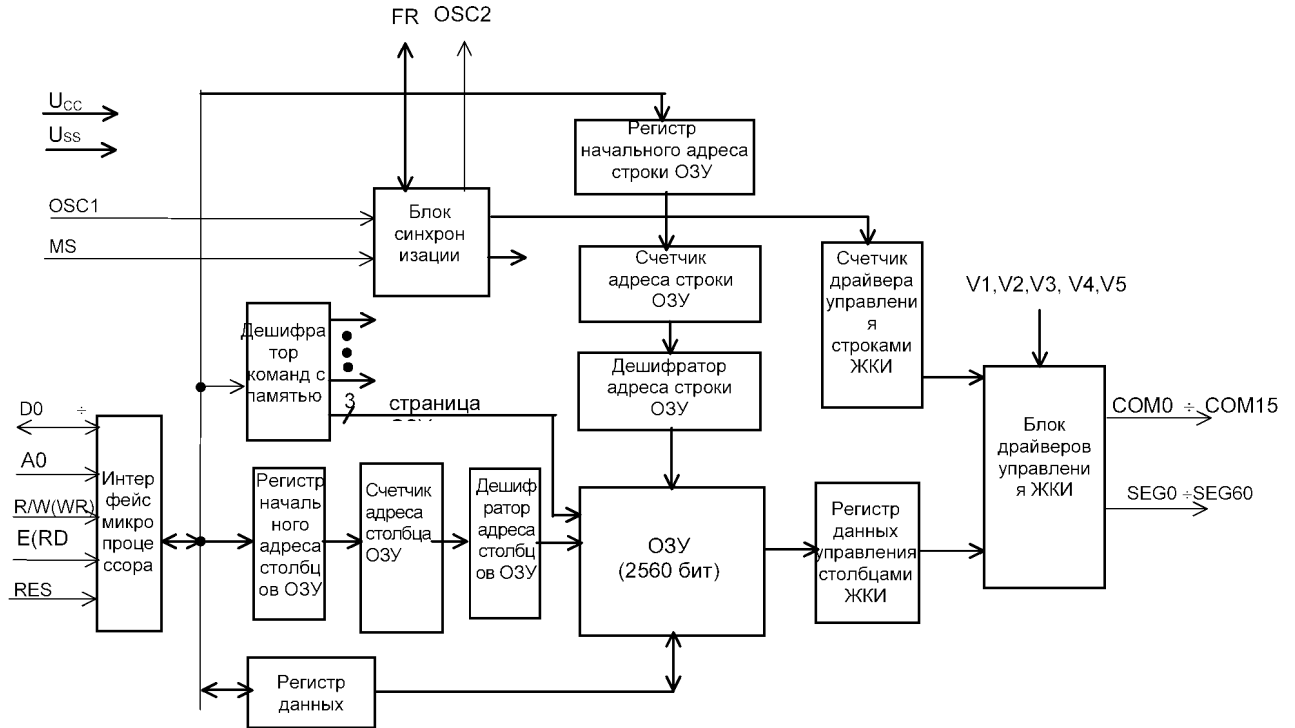 FR OSC2
UCC
USS
Регистр
начального адреса
строки ОЗУ
OSC1
MS
Блок
синхрон
изации
Счетчик
адреса строки
ОЗУ
Счетчик
драйвера
управлени
я
строками
ЖКИ
V1,V2,V3, V4,V5
Дешифра
тор
команд с
памятью
3 страница
Дешифратор
адреса строки
ОЗУ
D0 ÷
A0
R/W(WR)
E(RD
RES
Интер
фейс
микро
проце
ссора
Регистр
началь
ного
адреса
столбц
ов ОЗУ
Счетчик
адреса
столбца
ОЗУ
Дешиф
ратор
адреса
столбц
ов ОЗУ
ОЗУ
(2560 бит)
Регистр
данных
управления
столбцами
ЖКИ
Блок
драйверов
управлени
я ЖКИ
COM0 ÷ COM15
SEG0 ÷SEG60
Регистр
данных